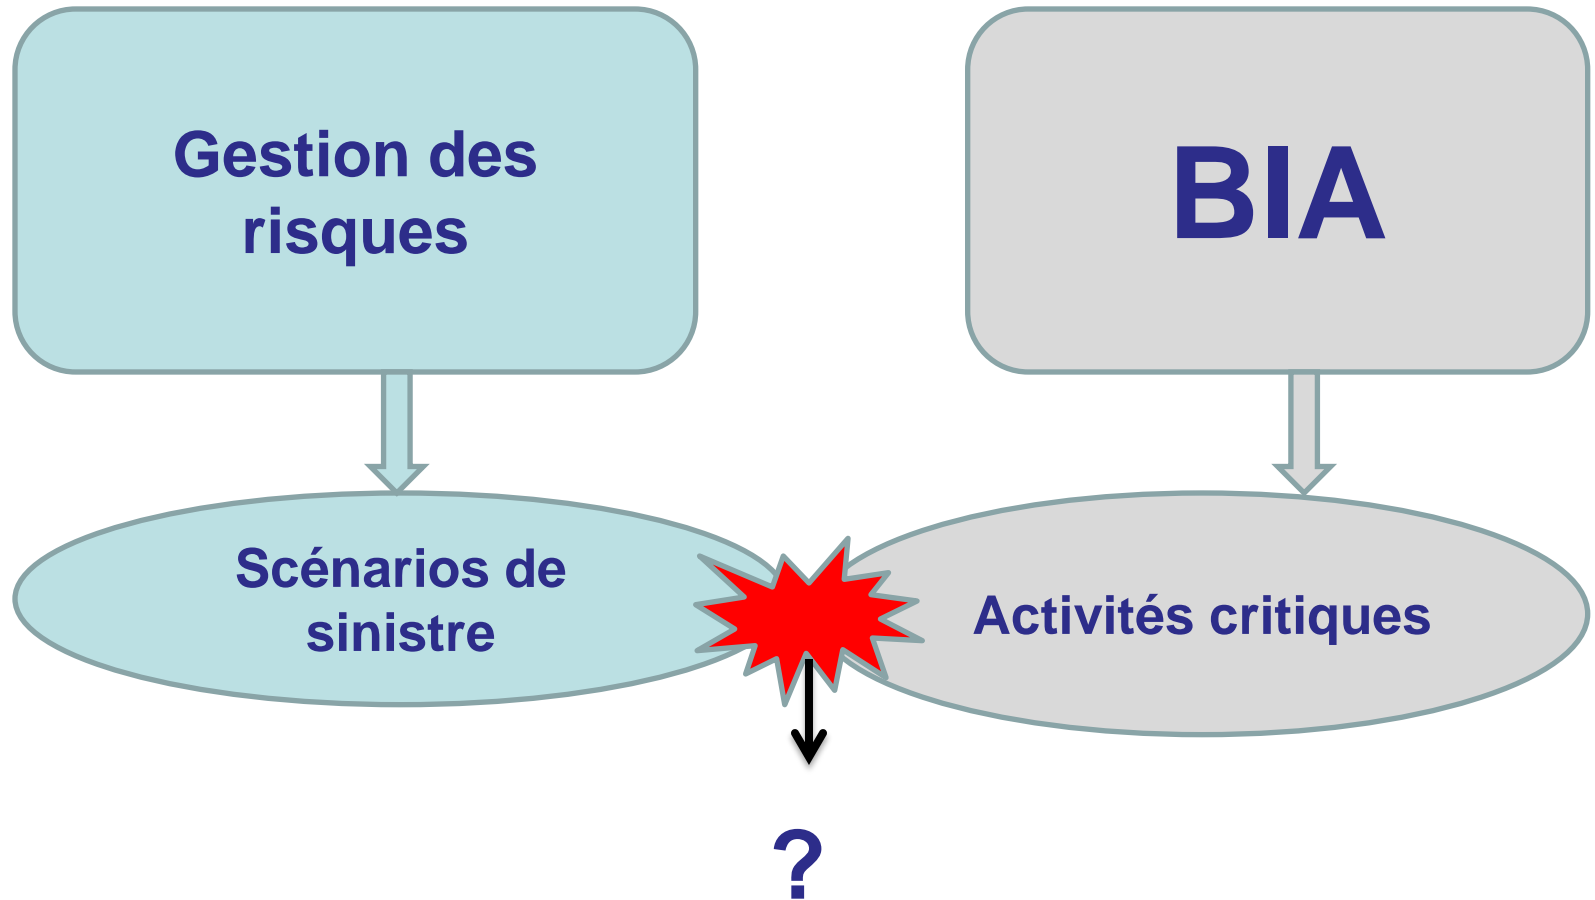 Gestion des
risques
BIA
Scénarios de
sinistre
Activités critiques
?